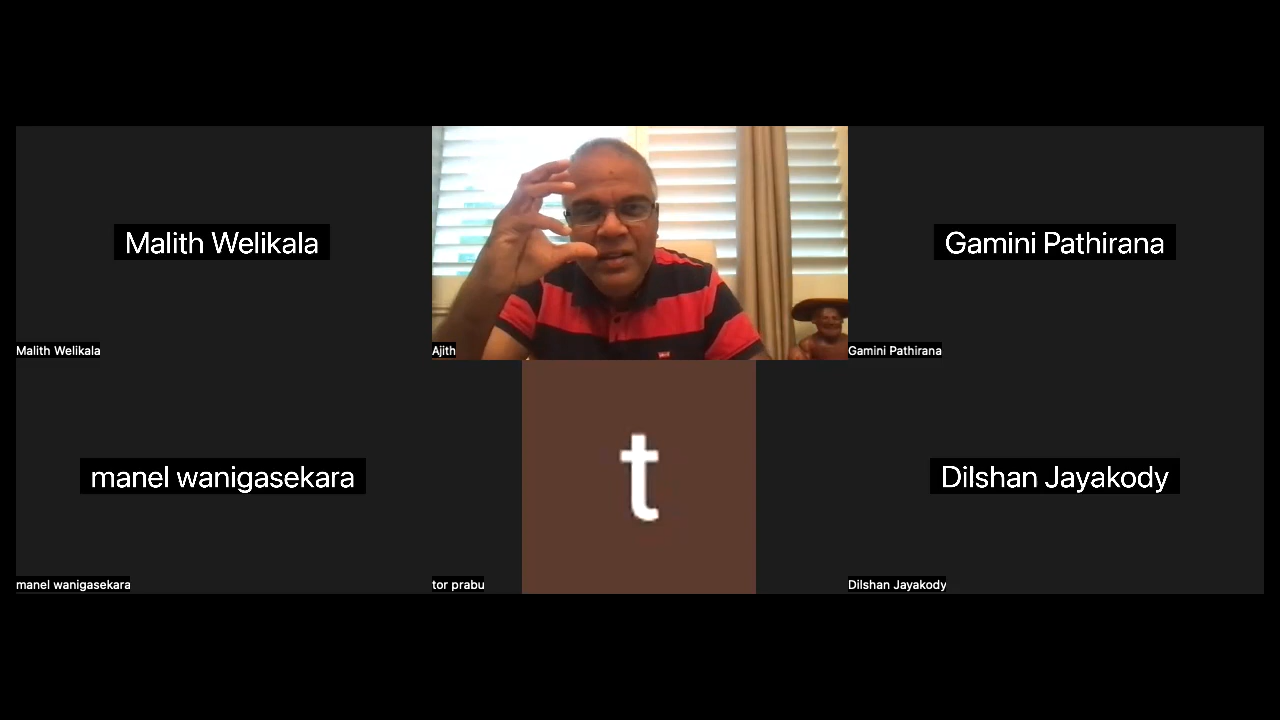 Malith Welikala
Malith Welikala
Ajith
Gamini Pathirana
Gamini Pathirana
manel wanigasekara
manel wanigasekara
t
tor prabu
Dilshan Jayakody
Dilshan Jayakody